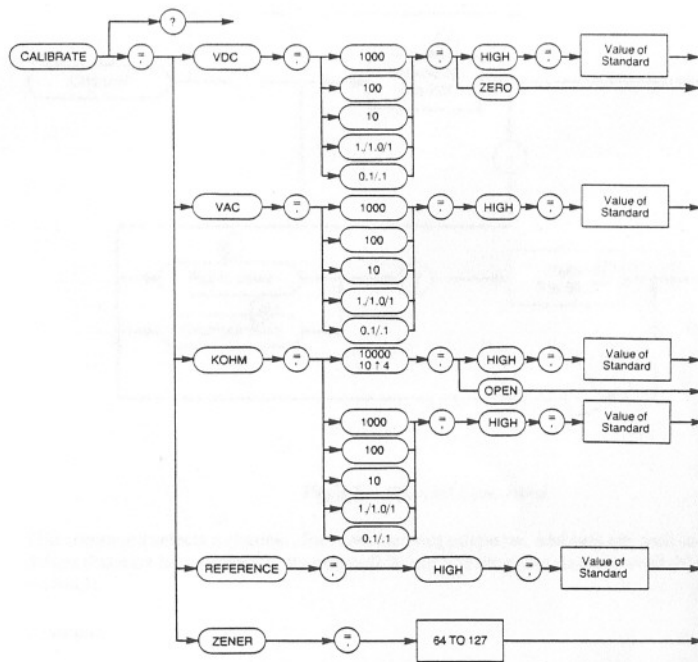 ?
CALIBRATE = , VDC = , 1000 = , HIGH = , Value of Standard
100 ZERO
10
1./1.0/1
0.1/.1
VAC = , 1000 = , HIGH = , Value of Standard
100
10
1./1.0/1
0.1/.1
KOHM = , 10000 10↑4 = , HIGH = , Value of Standard
OPEN
1000 = , HIGH = , Value of Standard
100
10
1./1.0/1
0.1/.1
REFERENCE = , HIGH = , Value of Standard
ZENER = , 64 TO 127